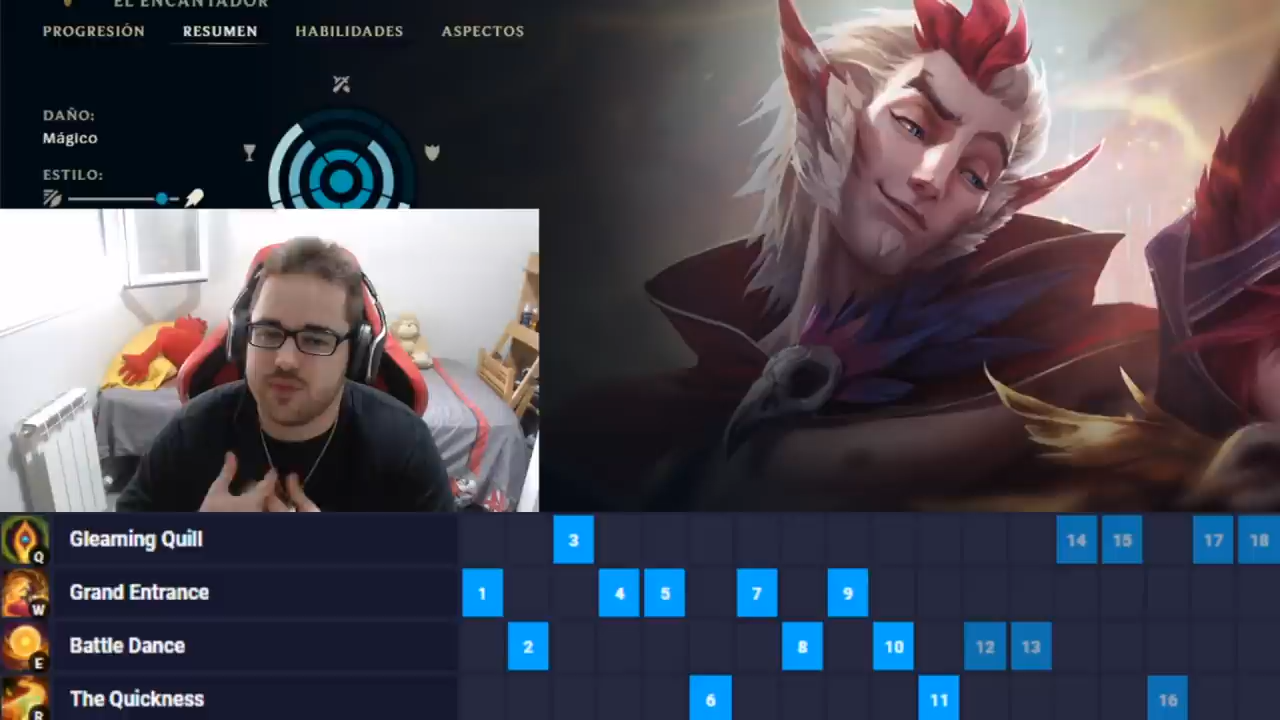 EL ENCANTADOR
PROGRESIÓN RESUMEN HABILIDADES ASPECTOS
DAÑO:
Mágico
ESTILO:
Q Gleaming Quill 3 14 15 17 18
W Grand Entrance 1 4 5 7 9
E Battle Dance 2 8 10 12 13
R The Quickness 6 11 16